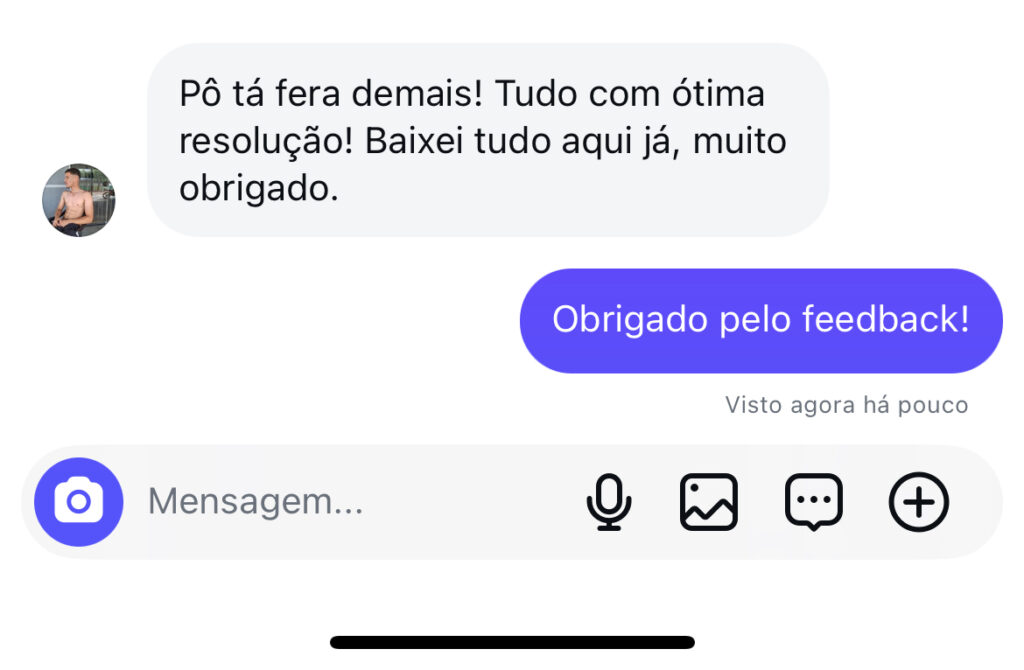 Pô tá fera demais! Tudo com ótima
resolução! Baixei tudo aqui já, muito
obrigado.
Obrigado pelo feedback!
Visto agora há pouco
Mensagem...